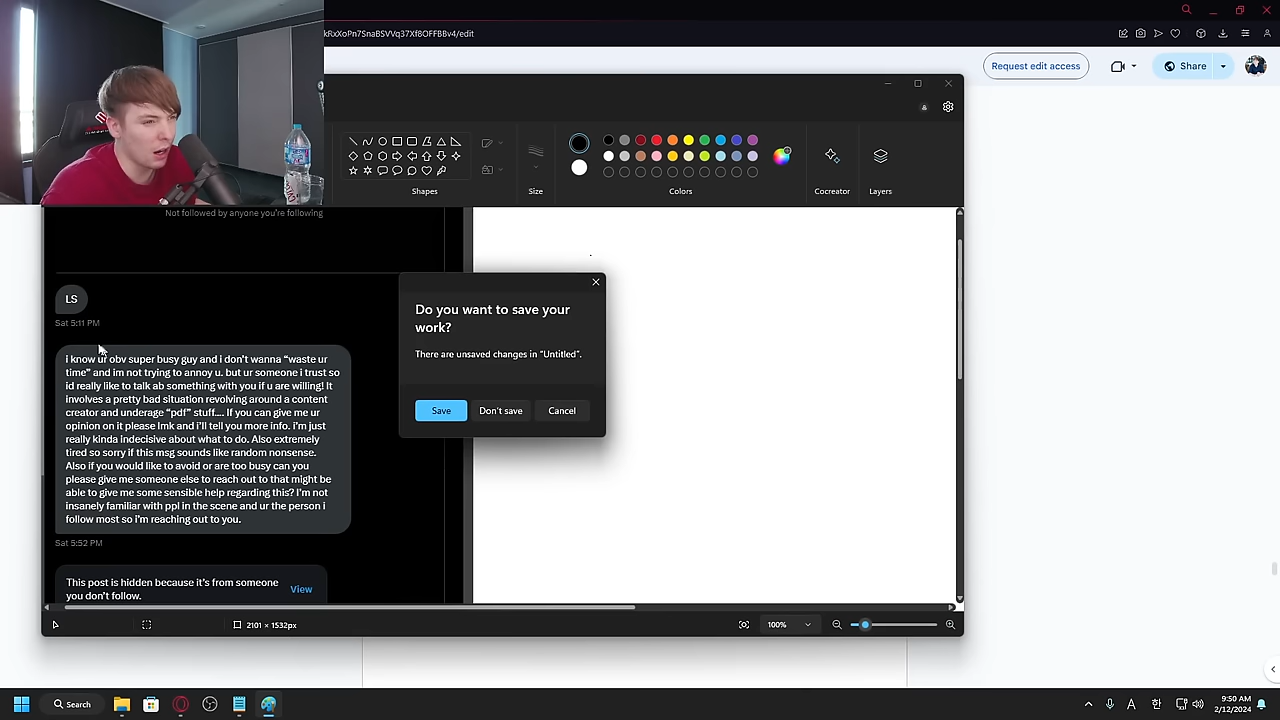 kRxXoPn7SnaBSVVq37Xf8OFFBBv4/edit
Request edit access
Share
Shapes
Size
Colors
Cocreator
Layers
Not followed by anyone you're following
LS
Sat 5:11 PM
i know ur obv super busy guy and i don't wanna "waste ur
time" and im not trying to annoy u. but ur someone i trust so
id really like to talk ab something with you if u are willing! It
involves a pretty bad situation revolving around a content
creator and underage "pdf" stuff.... If you can give me ur
opinion on it please lmk and i'll tell you more info. i'm just
really kinda indecisive about what to do. Also extremely
tired so sorry if this msg sounds like random nonsense.
Also if you would like to avoid or are too busy can you
please give me someone else to reach out to that might be
able to give me some sensible help regarding this? I'm not
insanely familiar with ppl in the scene and ur the person i
follow most so i'm reaching out to you.
Sat 5:52 PM
This post is hidden because it's from someone
you don't follow.
View
Do you want to save your
work?
There are unsaved changes in "Untitled".
Save
Don't save
Cancel
2101 × 1532px
100%
Search
A
한
9:50 AM
2/12/2024